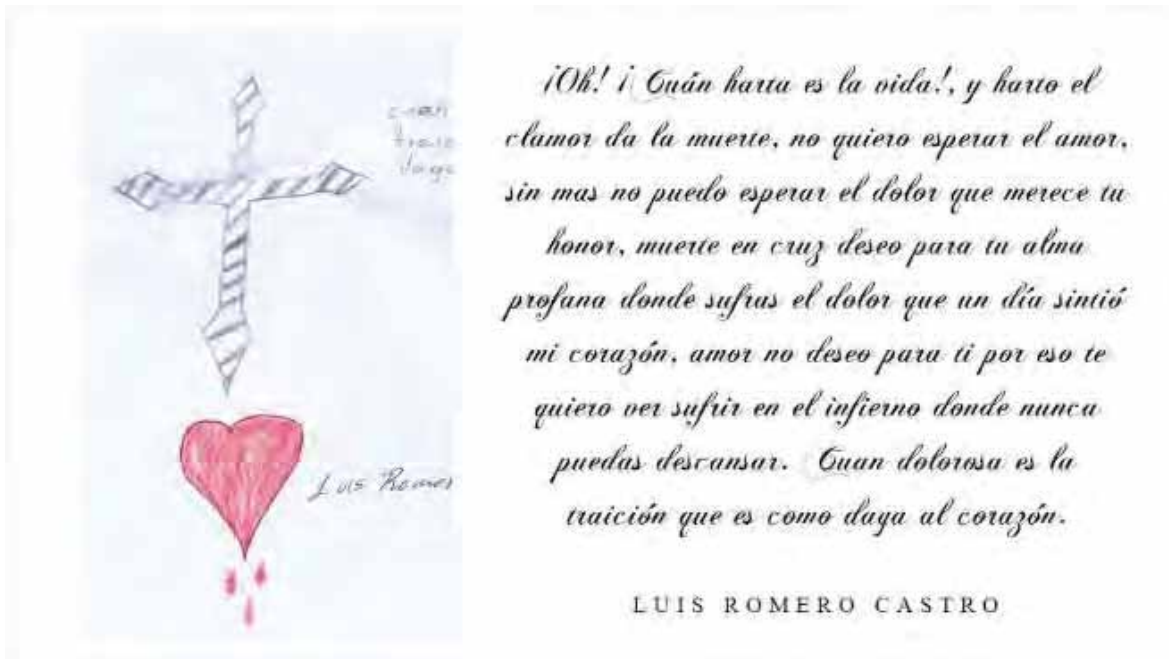 cuan
traic
daga
Luis Romer
¡Oh! ¡ Cuán harta es la vida!, y harto el
clamor da la muerte, no quiero esperar el amor,
sin mas no puedo esperar el dolor que merece tu
honor, muerte en cruz deseo para tu alma
profana donde sufras el dolor que un día sintió
mi corazón, amor no deseo para ti por eso te
quiero ver sufrir en el infierno donde nunca
puedas descansar. Cuan dolorosa es la
traición que es como daga al corazón.
LUIS ROMERO CASTRO